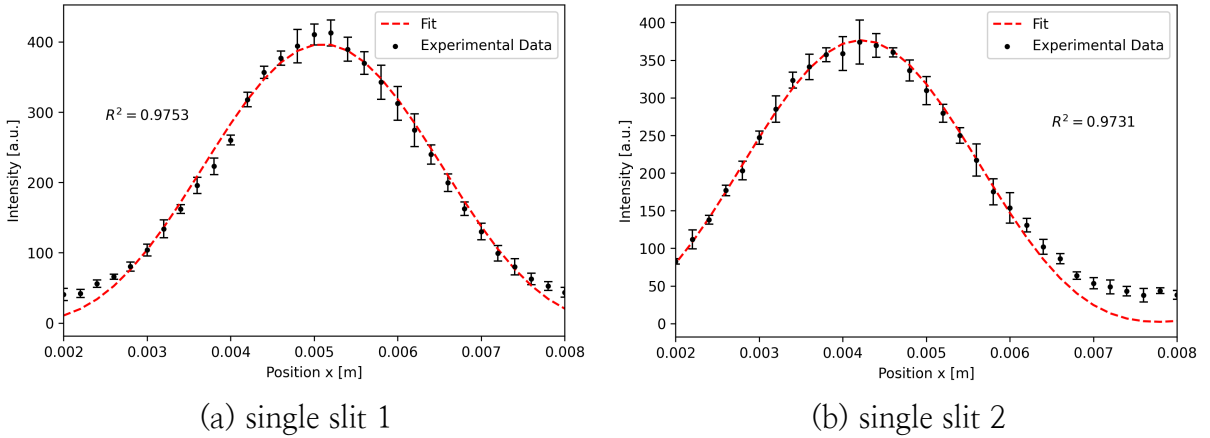 Fit
Experimental Data
R² = 0.9753
Intensity [a.u.]
400
300
200
100
0
0.002 0.003 0.004 0.005 0.006 0.007 0.008
Position x [m]
(a) single slit 1
Fit
Experimental Data
R² = 0.9731
Intensity [a.u.]
400
350
300
250
200
150
100
50
0
0.002 0.003 0.004 0.005 0.006 0.007 0.008
Position x [m]
(b) single slit 2